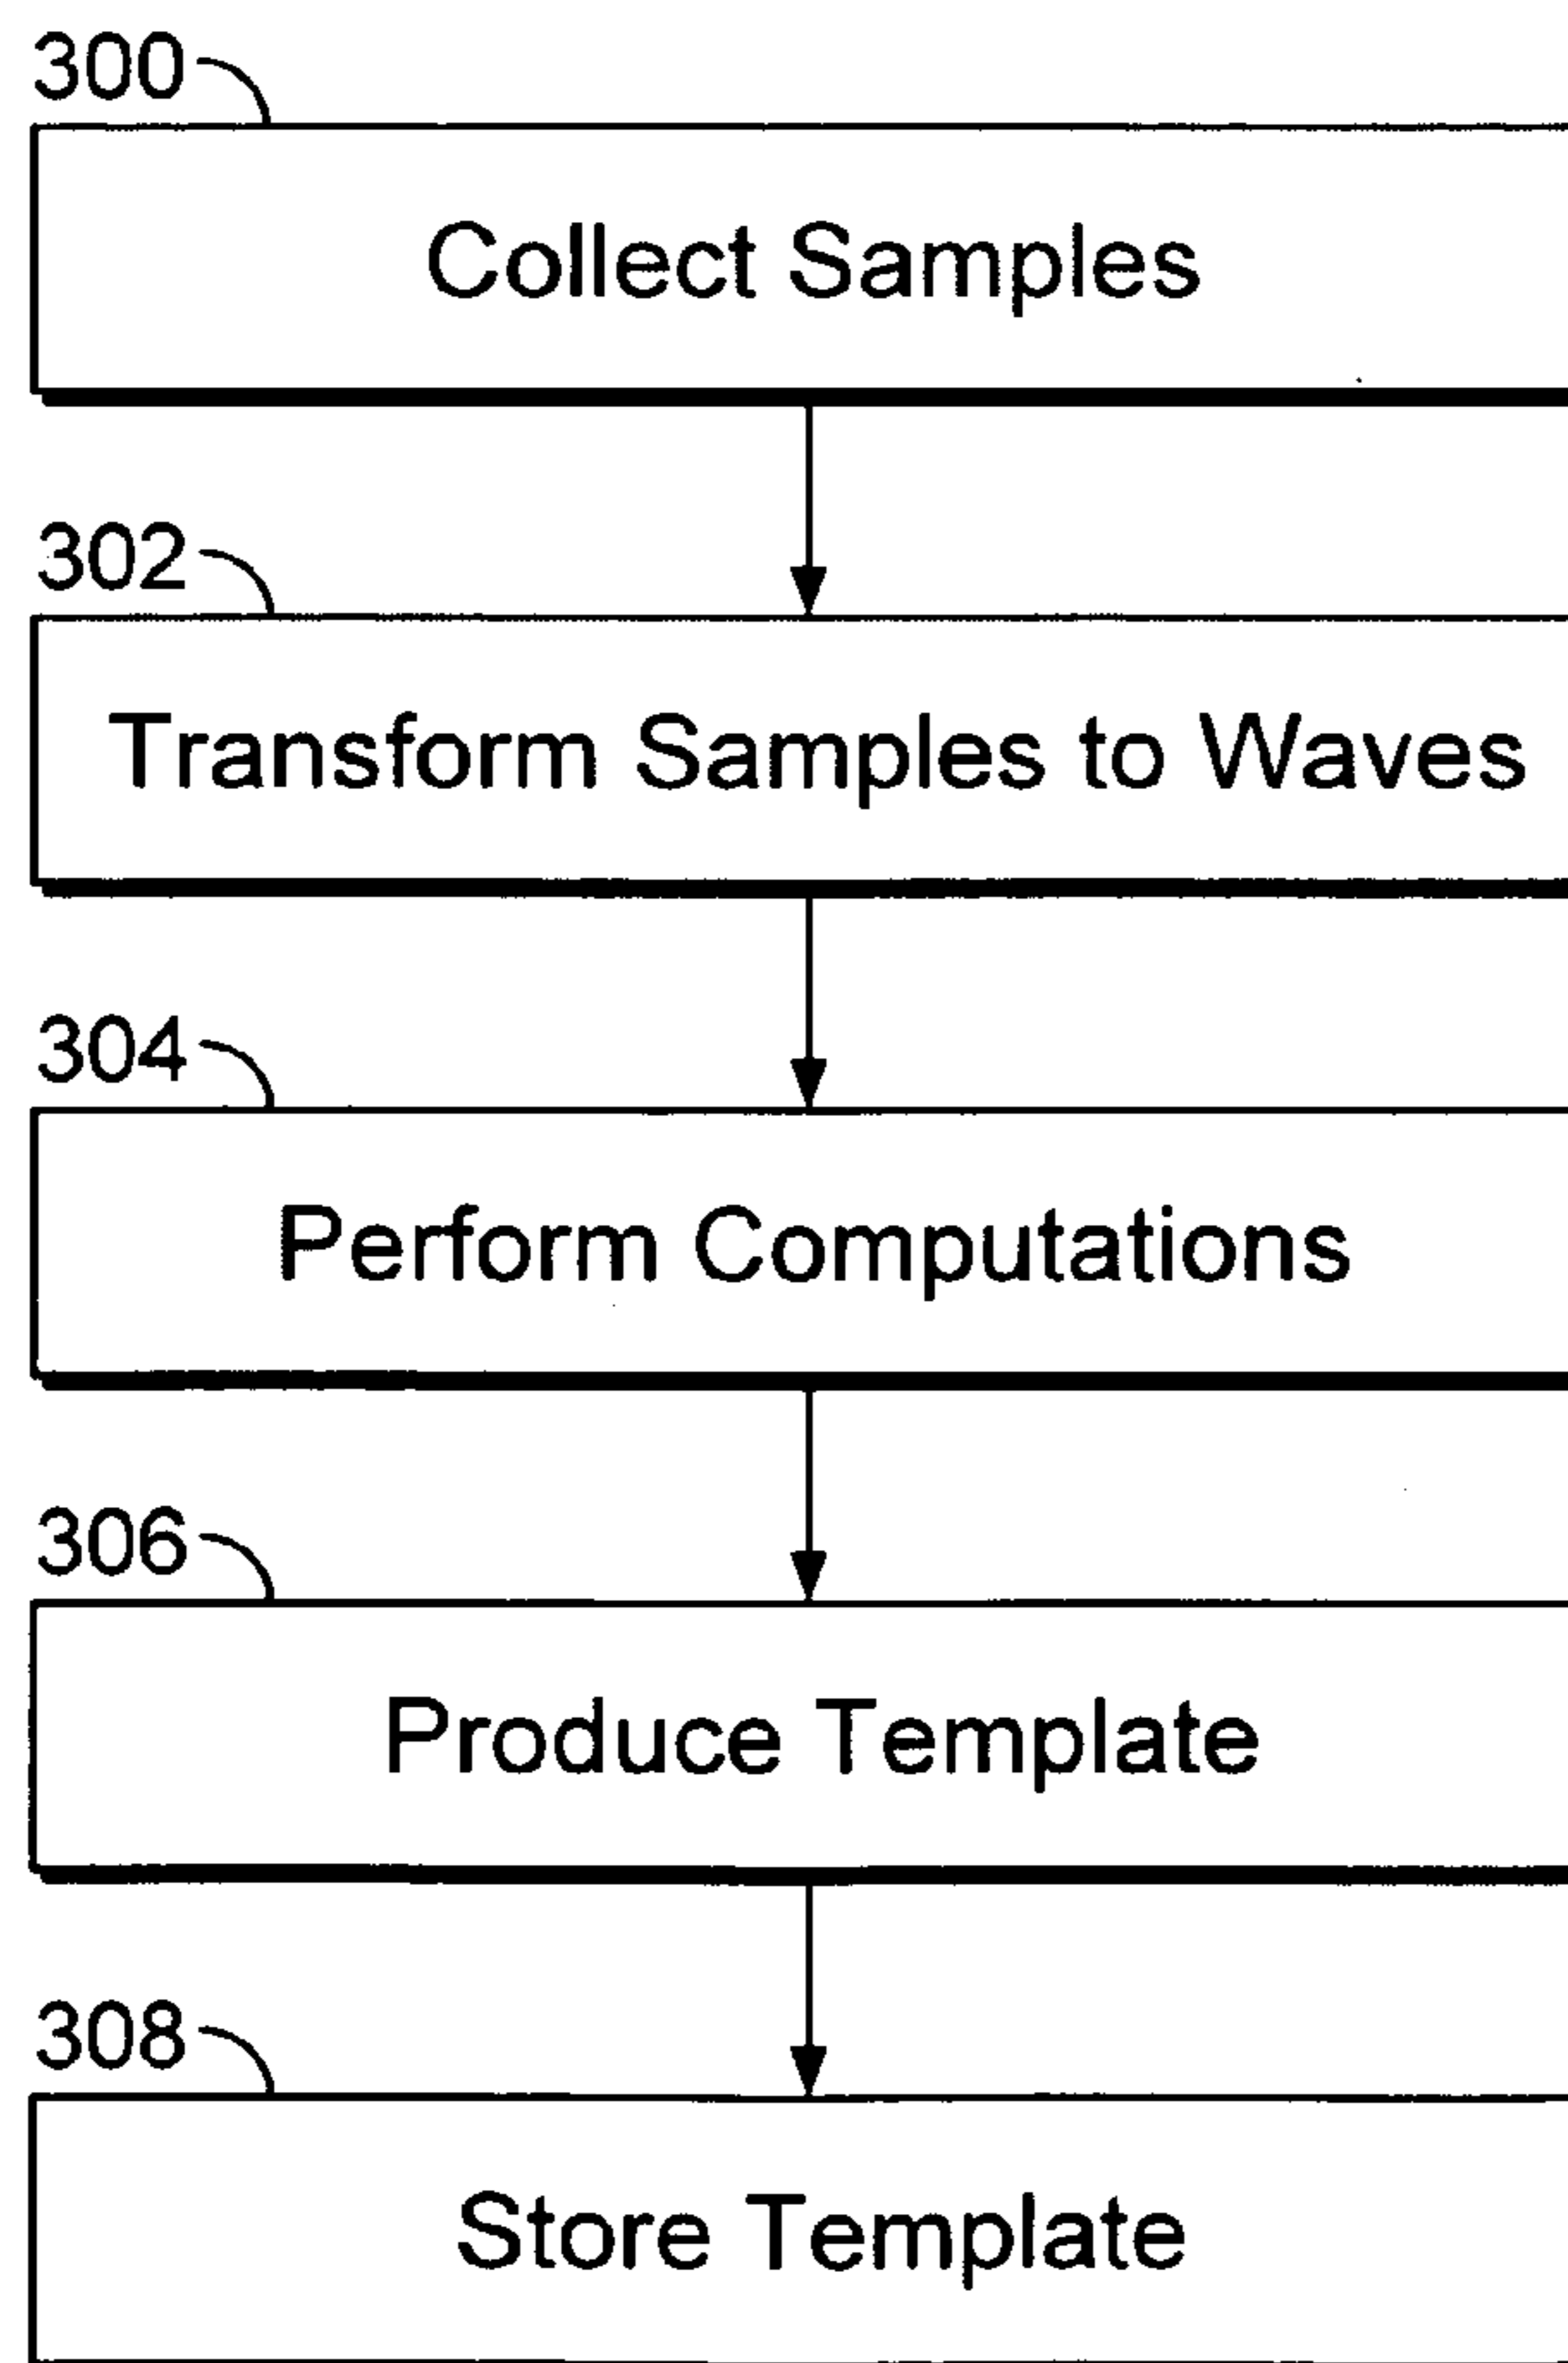 300
Collect Samples
302
Transform Samples to Waves
304
Perform Computations
306
Produce Template
308
Store Template